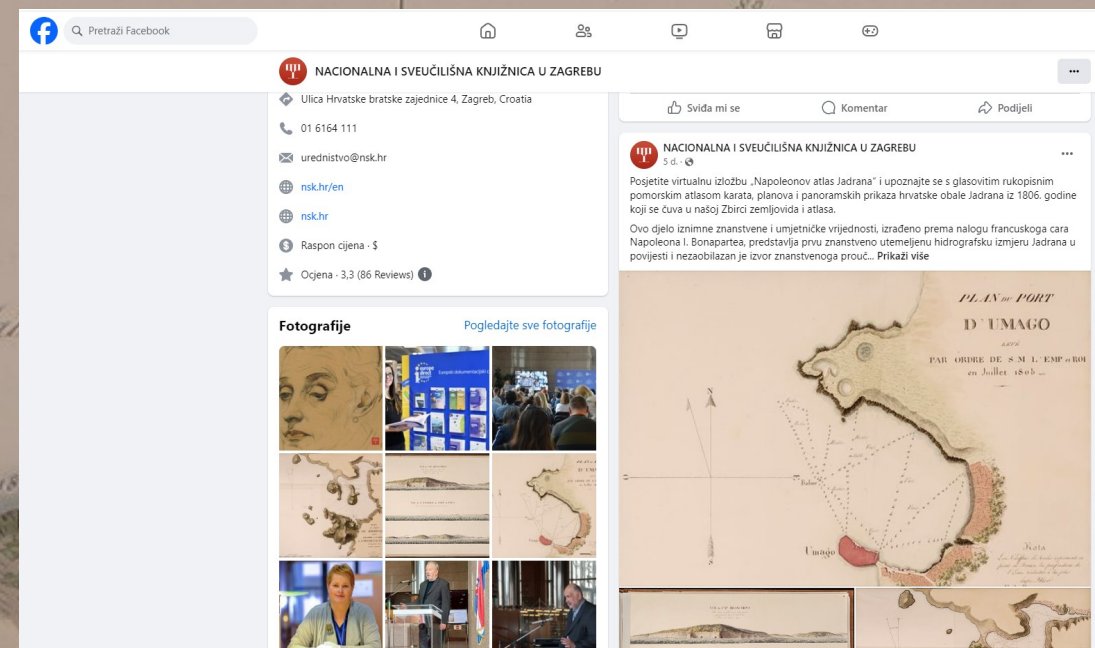 Pretraži Facebook
NACIONALNA I SVEUČILIŠNA KNJIŽNICA U ZAGREBU
Ulica Hrvatske bratske zajednice 4, Zagreb, Croatia
01 6164 111
urednistvo@nsk.hr
nsk.hr/en
nsk.hr
Raspon cijena · $
Ocjena · 3,3 (86 Reviews)
Fotografije
Pogledajte sve fotografije
europe direct
Sviđa mi se
Komentar
Podijeli
NACIONALNA I SVEUČILIŠNA KNJIŽNICA U ZAGREBU
5 d. ·
Posjetite virtualnu izložbu „Napoleonov atlas Jadrana“ i upoznajte se s glasovitim rukopisnim
pomorskim atlasom karata, planova i panoramskih prikaza hrvatske obale Jadrana iz 1806. godine
koji se čuva u našoj Zbirci zemljovida i atlasa.
Ovo djelo iznimne znanstvene i umjetničke vrijednosti, izrađeno prema nalogu francuskoga cara
Napoleona I. Bonapartea, predstavlja prvu znanstveno utemeljenu hidrografsku izmjeru Jadrana u
povijesti i nezaobilazan je izvor znanstvenoga prouč... Prikaži više
PLAN DU PORT
D'UMAGO
LEVÉ
PAR ORDRE DE S.M. L'EMP. et ROI
en Juillet 1806
Umago
Nota